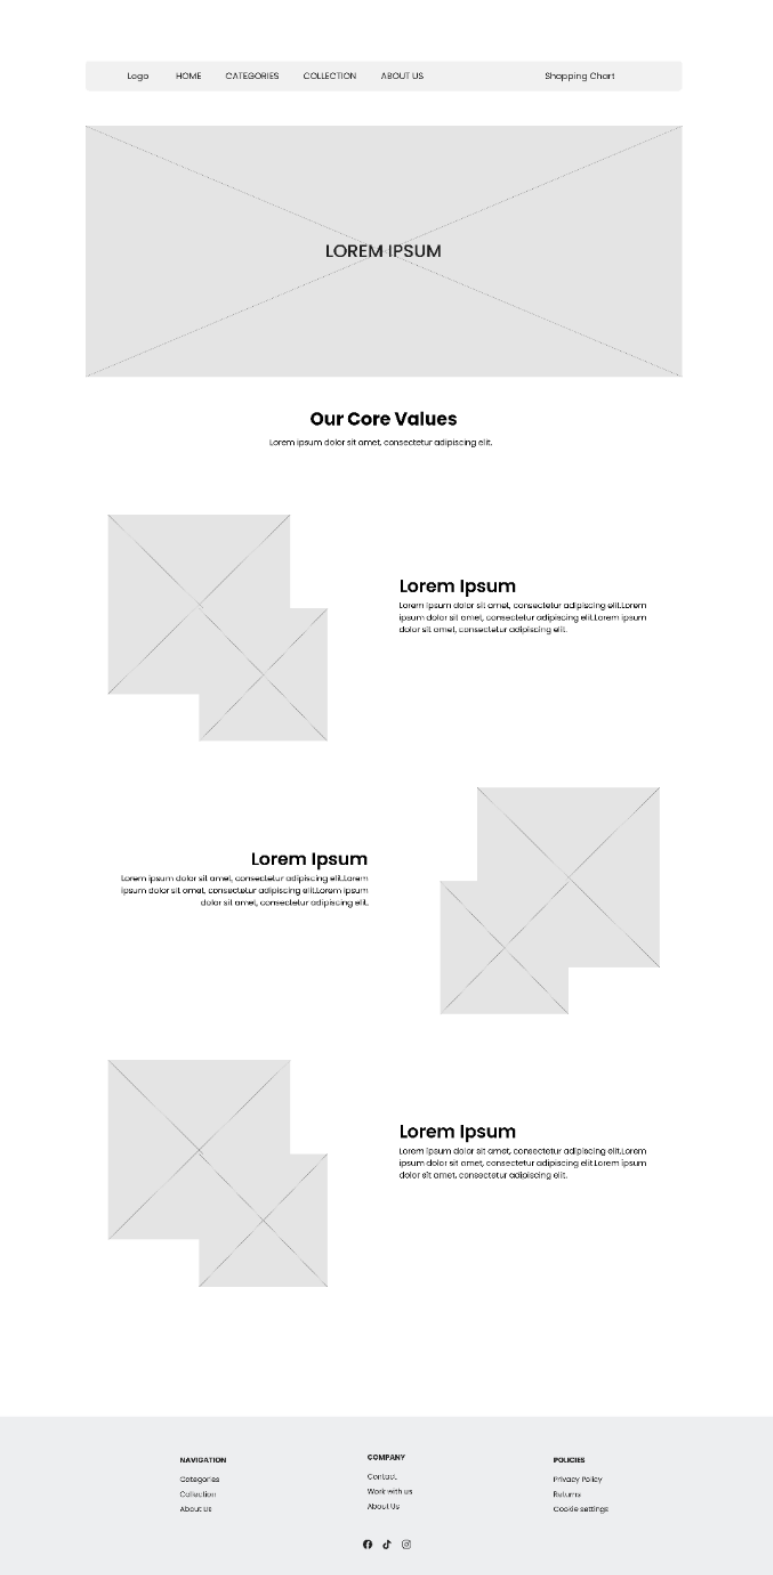 Logo HOME CATEGORIES COLLECTION ABOUT US Shopping Chart
LOREM IPSUM
Our Core Values
Lorem ipsum dolor sit amet, consectetur adipiscing elit.
Lorem Ipsum
Lorem ipsum dolor sit amet, consectetur adipiscing elit.Lorem
ipsum dolor sit amet, consectetur adipiscing elit.Lorem ipsum
dolor sit amet, consectetur adipiscing elit.
Lorem Ipsum
Lorem ipsum dolor sit amet, consectetur adipiscing elit.Lorem
ipsum dolor sit amet, consectetur adipiscing elit.Lorem ipsum
dolor sit amet, consectetur adipiscing elit.
Lorem Ipsum
Lorem ipsum dolor sit amet, consectetur adipiscing elit.Lorem
ipsum dolor sit amet, consectetur adipiscing elit.Lorem ipsum
dolor sit amet, consectetur adipiscing elit.
NAVIGATION
Categories
Collection
About us
COMPANY
Contact
Work with us
About Us
POLICIES
Privacy Policy
Returns
Cookie settings